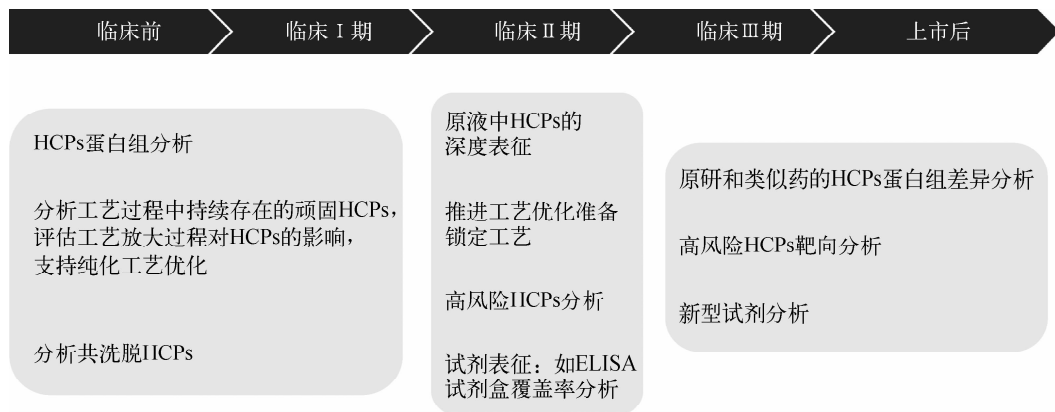 临床前
临床Ⅰ期
临床Ⅱ期
临床Ⅲ期
上市后
HCPs蛋白组分析
分析工艺过程中持续存在的顽固HCPs，
评估工艺放大过程对HCPs的影响，
支持纯化工艺优化
分析共洗脱HCPs
原液中HCPs的
深度表征
推进工艺优化准备
锁定工艺
高风险HCPs分析
试剂表征：如ELISA
试剂盒覆盖率分析
原研和类似药的HCPs蛋白组差异分析
高风险HCPs靶向分析
新型试剂分析